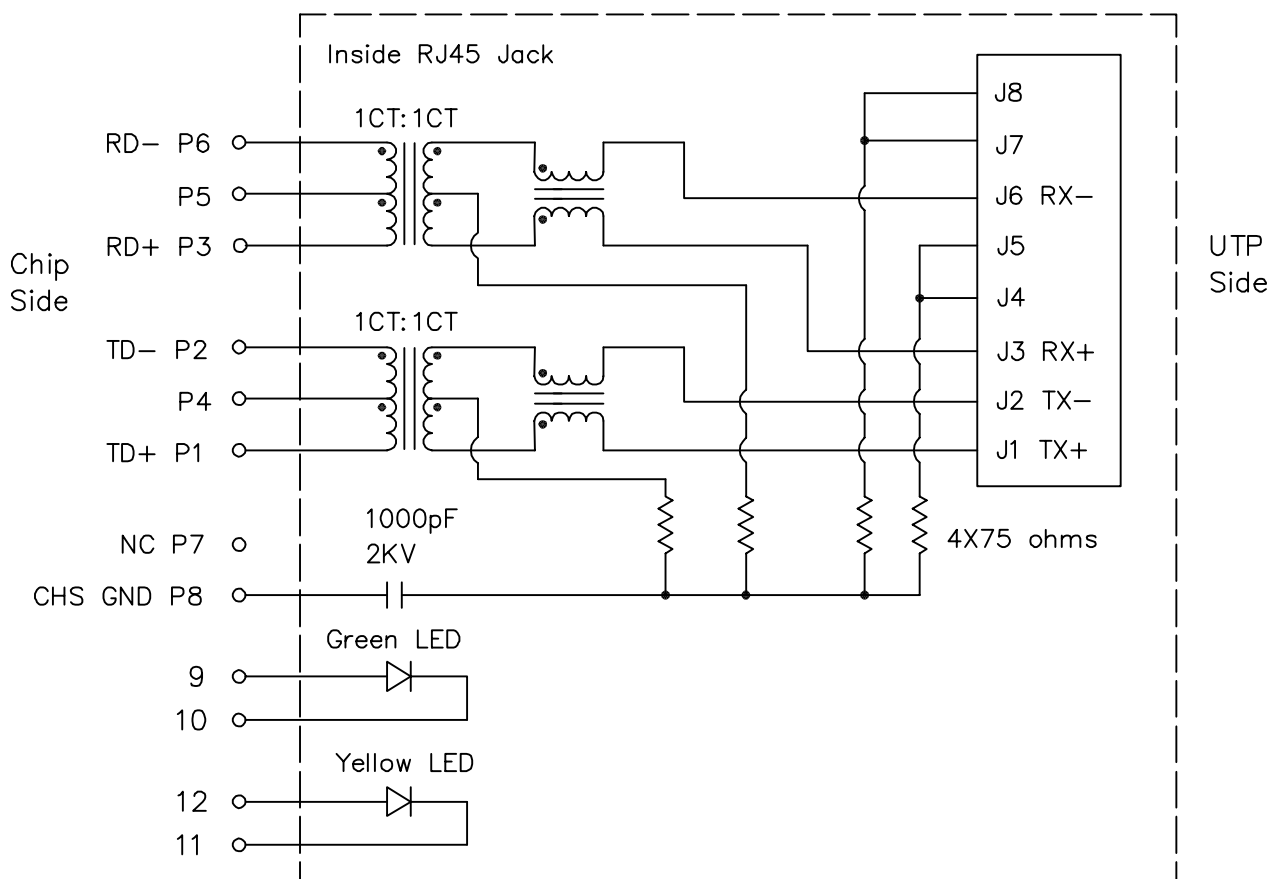 Inside RJ45 Jack
J8
1CT:1CT
RD- P6
J7
P5
J6 RX-
RD+ P3
J5
Chip
Side
UTP
Side
J4
1CT:1CT
TD- P2
J3 RX+
P4
J2 TX-
TD+ P1
J1 TX+
1000pF
2KV
NC P7
4X75 ohms
CHS GND P8
Green LED
9
10
Yellow LED
12
11